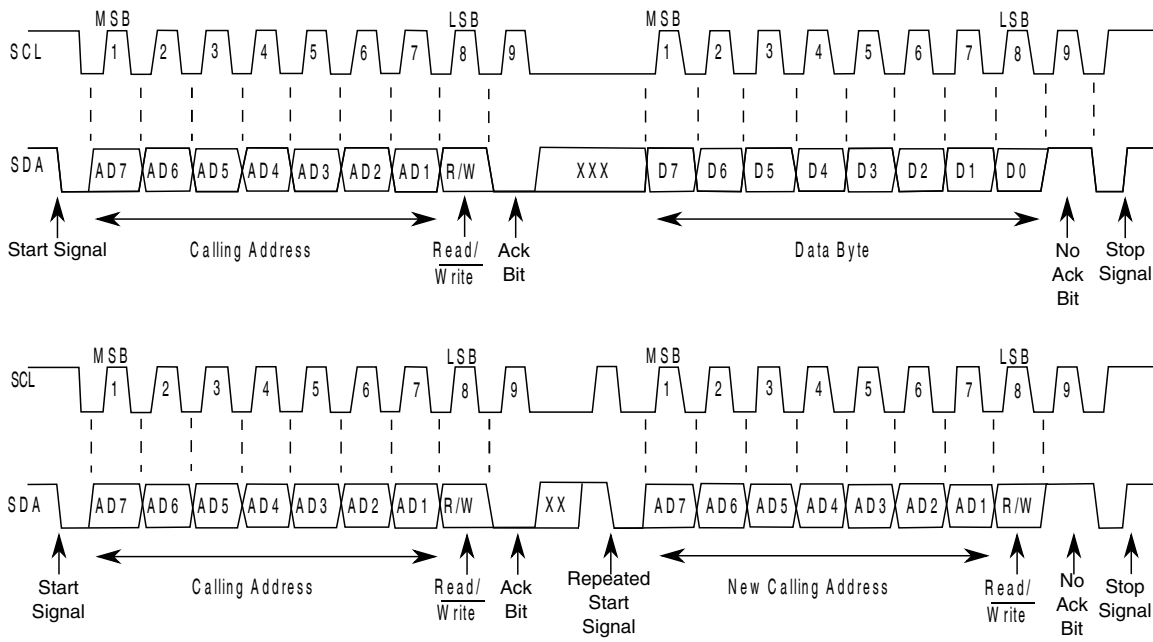 MSB LSB MSB LSB
SCL 1 2 3 4 5 6 7 8 9 1 2 3 4 5 6 7 8 9
SDA AD7 AD6 AD5 AD4 AD3 AD2 AD1 R/W XXX D7 D6 D5 D4 D3 D2 D1 D0
Start Signal Calling Address Read/ Ack Data Byte No Stop
Write Bit Ack Signal
Bit
MSB LSB MSB LSB
SCL 1 2 3 4 5 6 7 8 9 1 2 3 4 5 6 7 8 9
SDA AD7 AD6 AD5 AD4 AD3 AD2 AD1 R/W XX AD7 AD6 AD5 AD4 AD3 AD2 AD1 R/W
Start Calling Address Read/ Ack Repeated New Calling Address Read/ No Stop
Signal Write Bit Start Write Ack Signal
Signal Bit